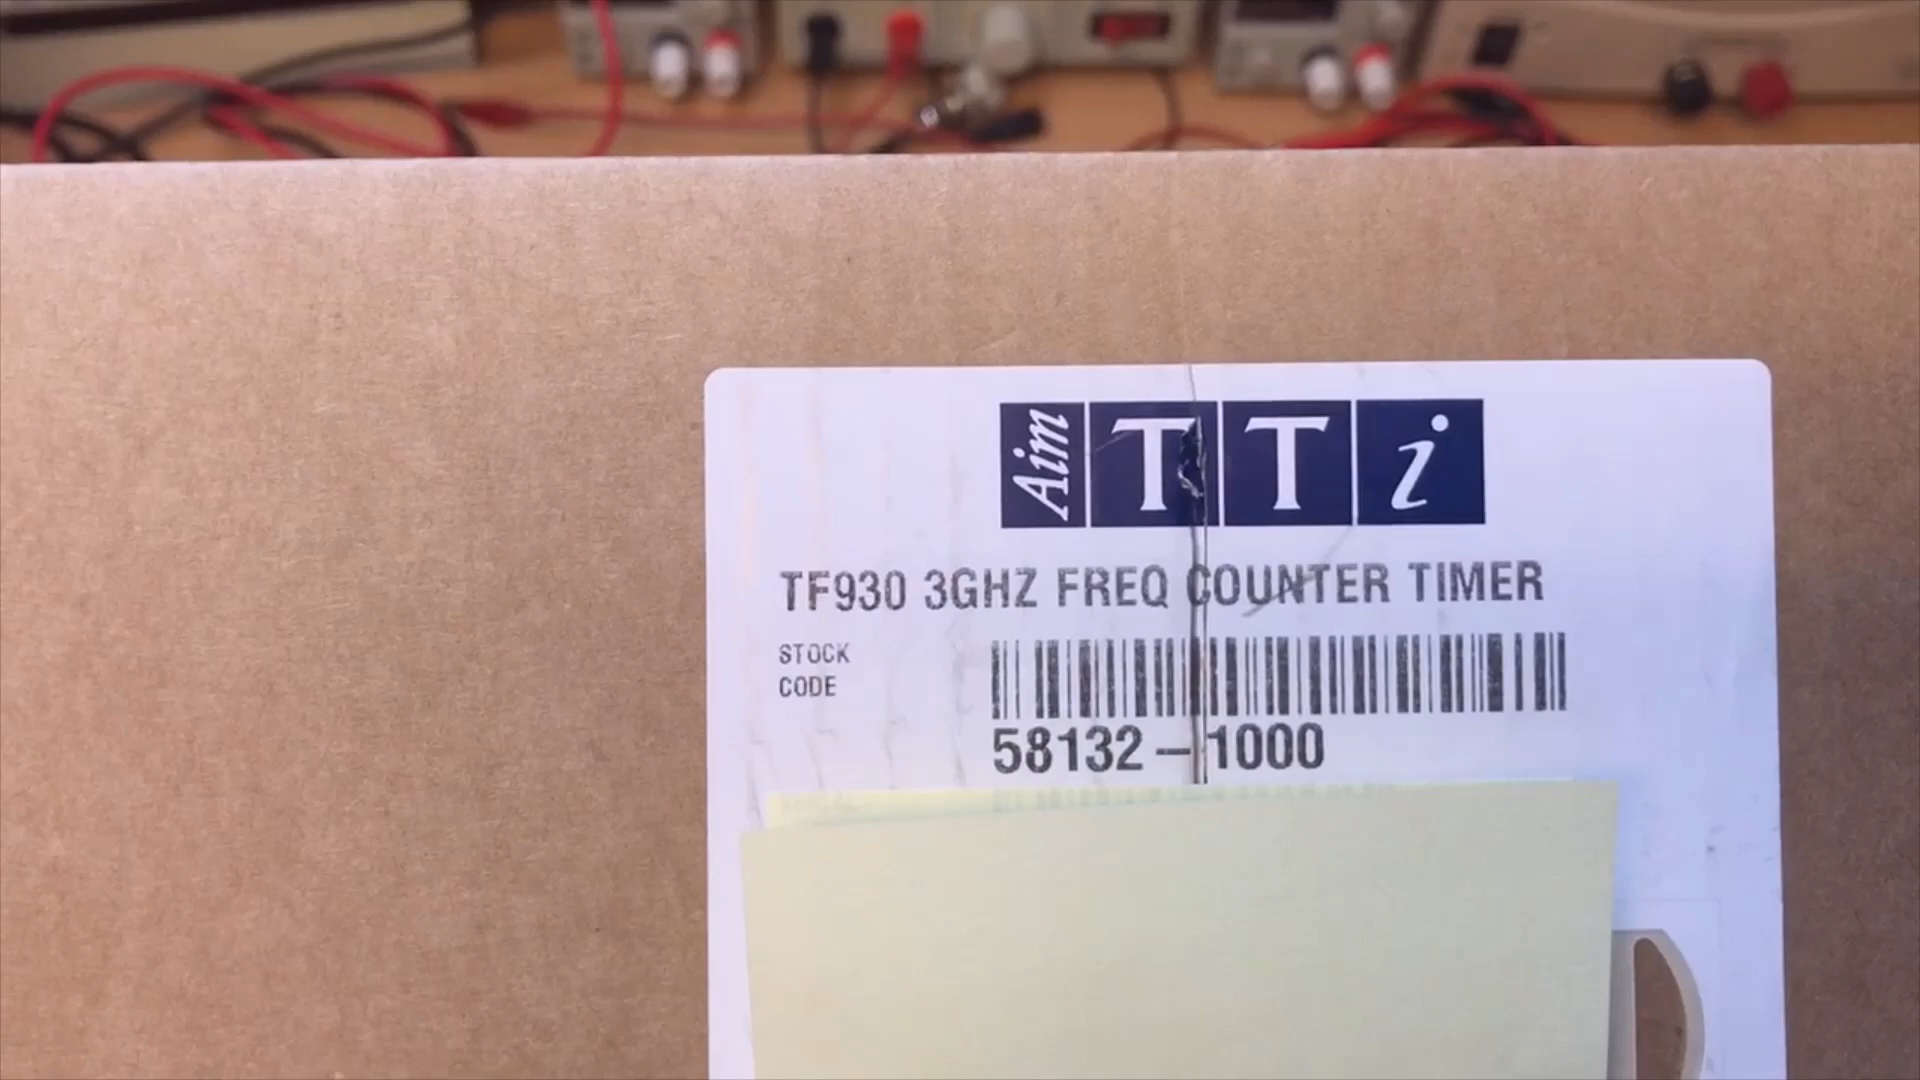 Aim TTi
TF930 3GHZ FREQ COUNTER TIMER
STOCK
CODE
58132-1000